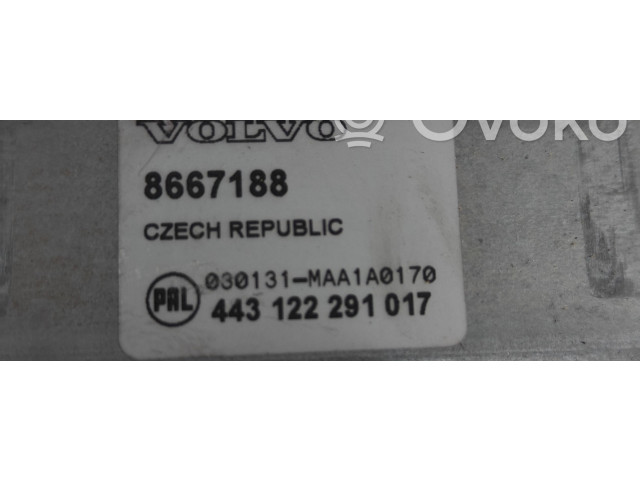 VOLVO
OVOKO
8667188
CZECH REPUBLIC
PAL
030131-MAA1A0170
443 122 291 017